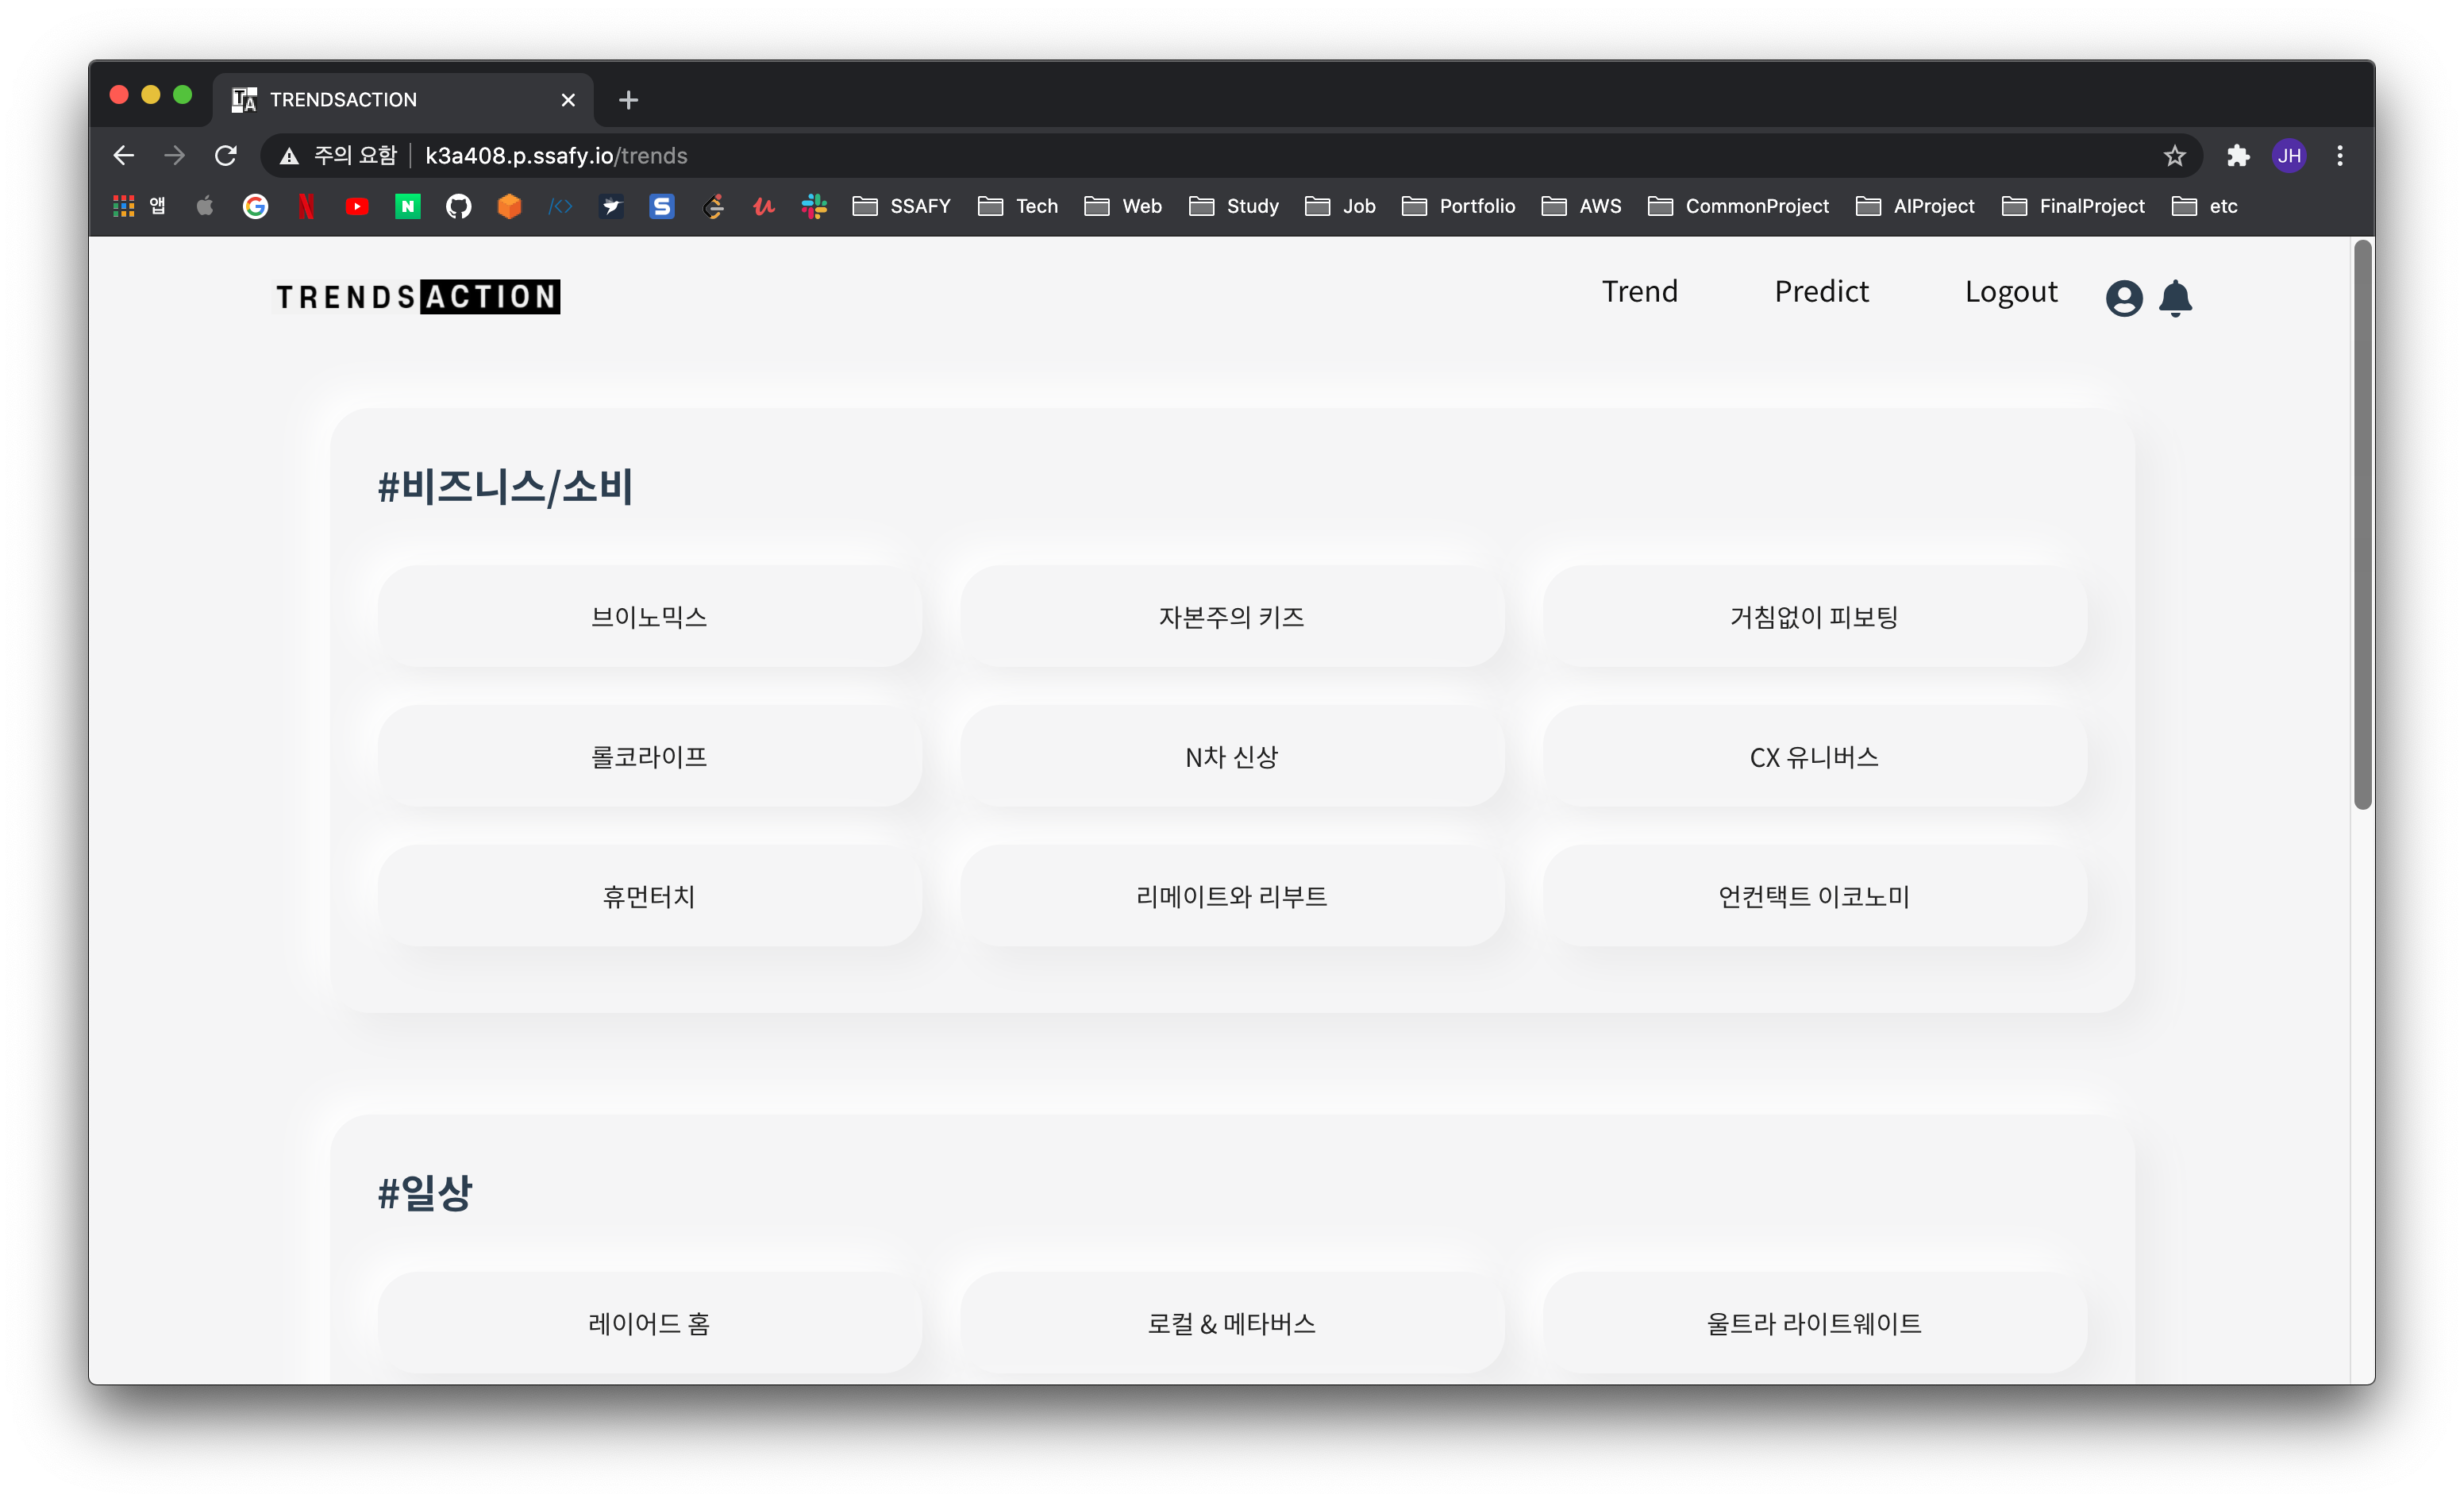 TRENDSACTION
주의 요함 k3a408.p.ssafy.io/trends JH
앱 SSAFY Tech Web Study Job Portfolio AWS CommonProject AIProject FinalProject etc
TRENDSACTION Trend Predict Logout
#비즈니스/소비
브이노믹스 자본주의 키즈 거침없이 피보팅
롤코라이프 N차 신상 CX 유니버스
휴먼터치 리메이트와 리부트 언컨택트 이코노미
#일상
레이어드 홈 로컬 & 메타버스 울트라 라이트웨이트